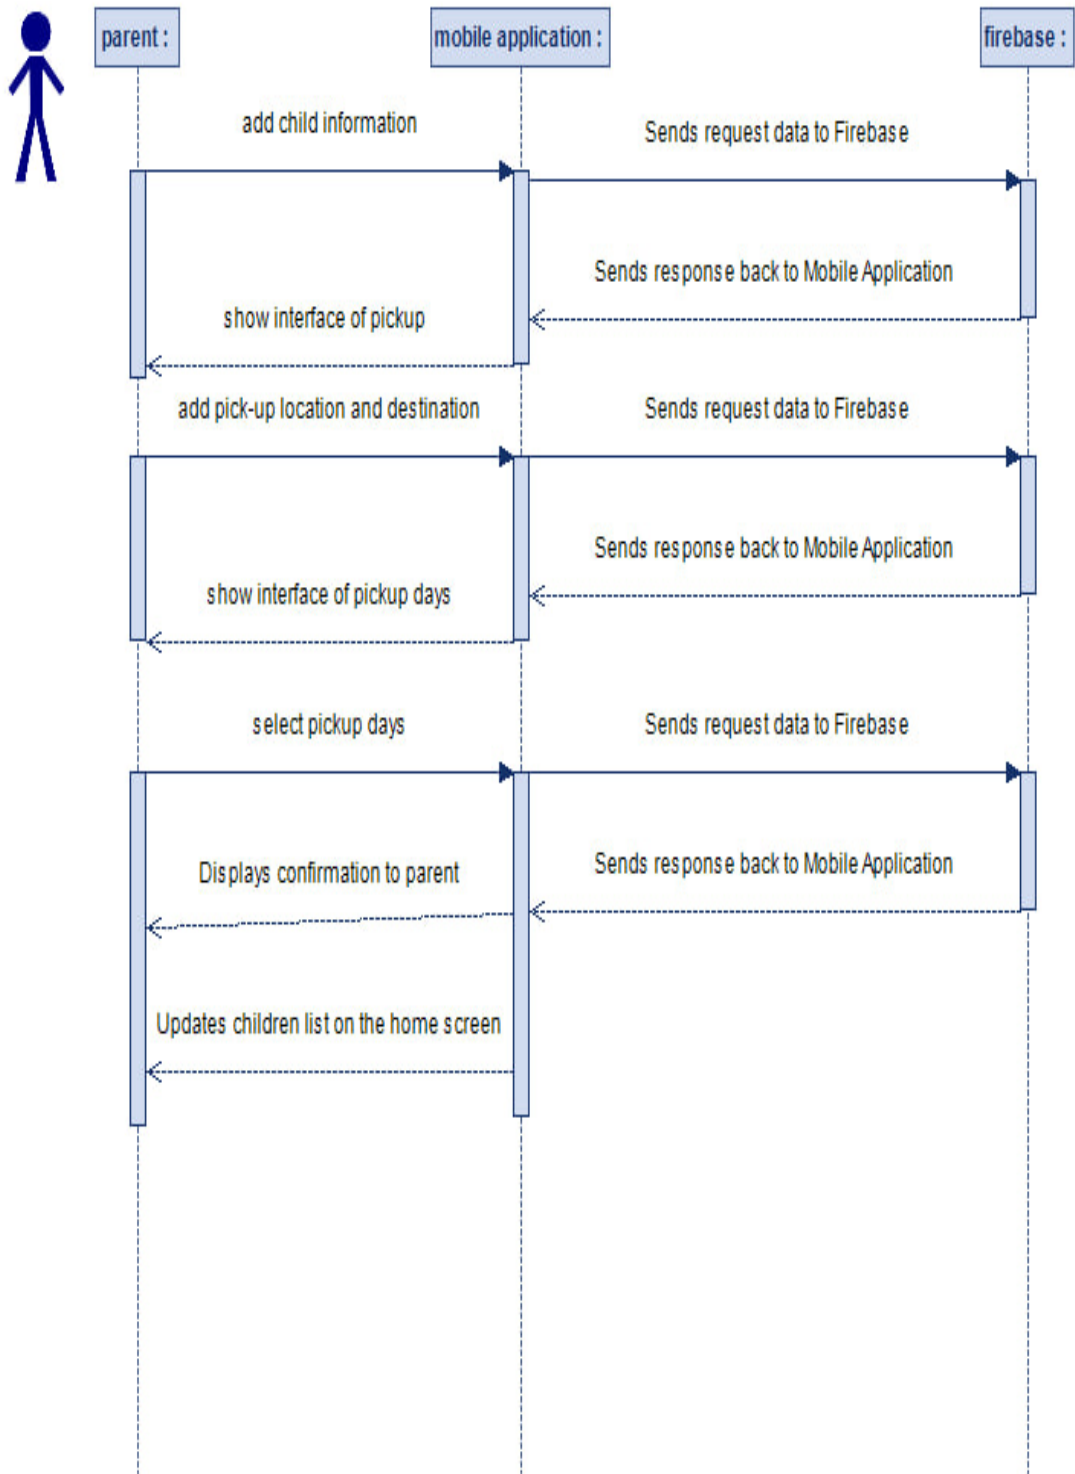 parent :
mobile application :
firebase :
add child information
Sends request data to Firebase
Sends response back to Mobile Application
show interface of pickup
add pick-up location and destination
Sends request data to Firebase
Sends response back to Mobile Application
show interface of pickup days
select pickup days
Sends request data to Firebase
Displays confirmation to parent
Sends response back to Mobile Application
Updates children list on the home screen